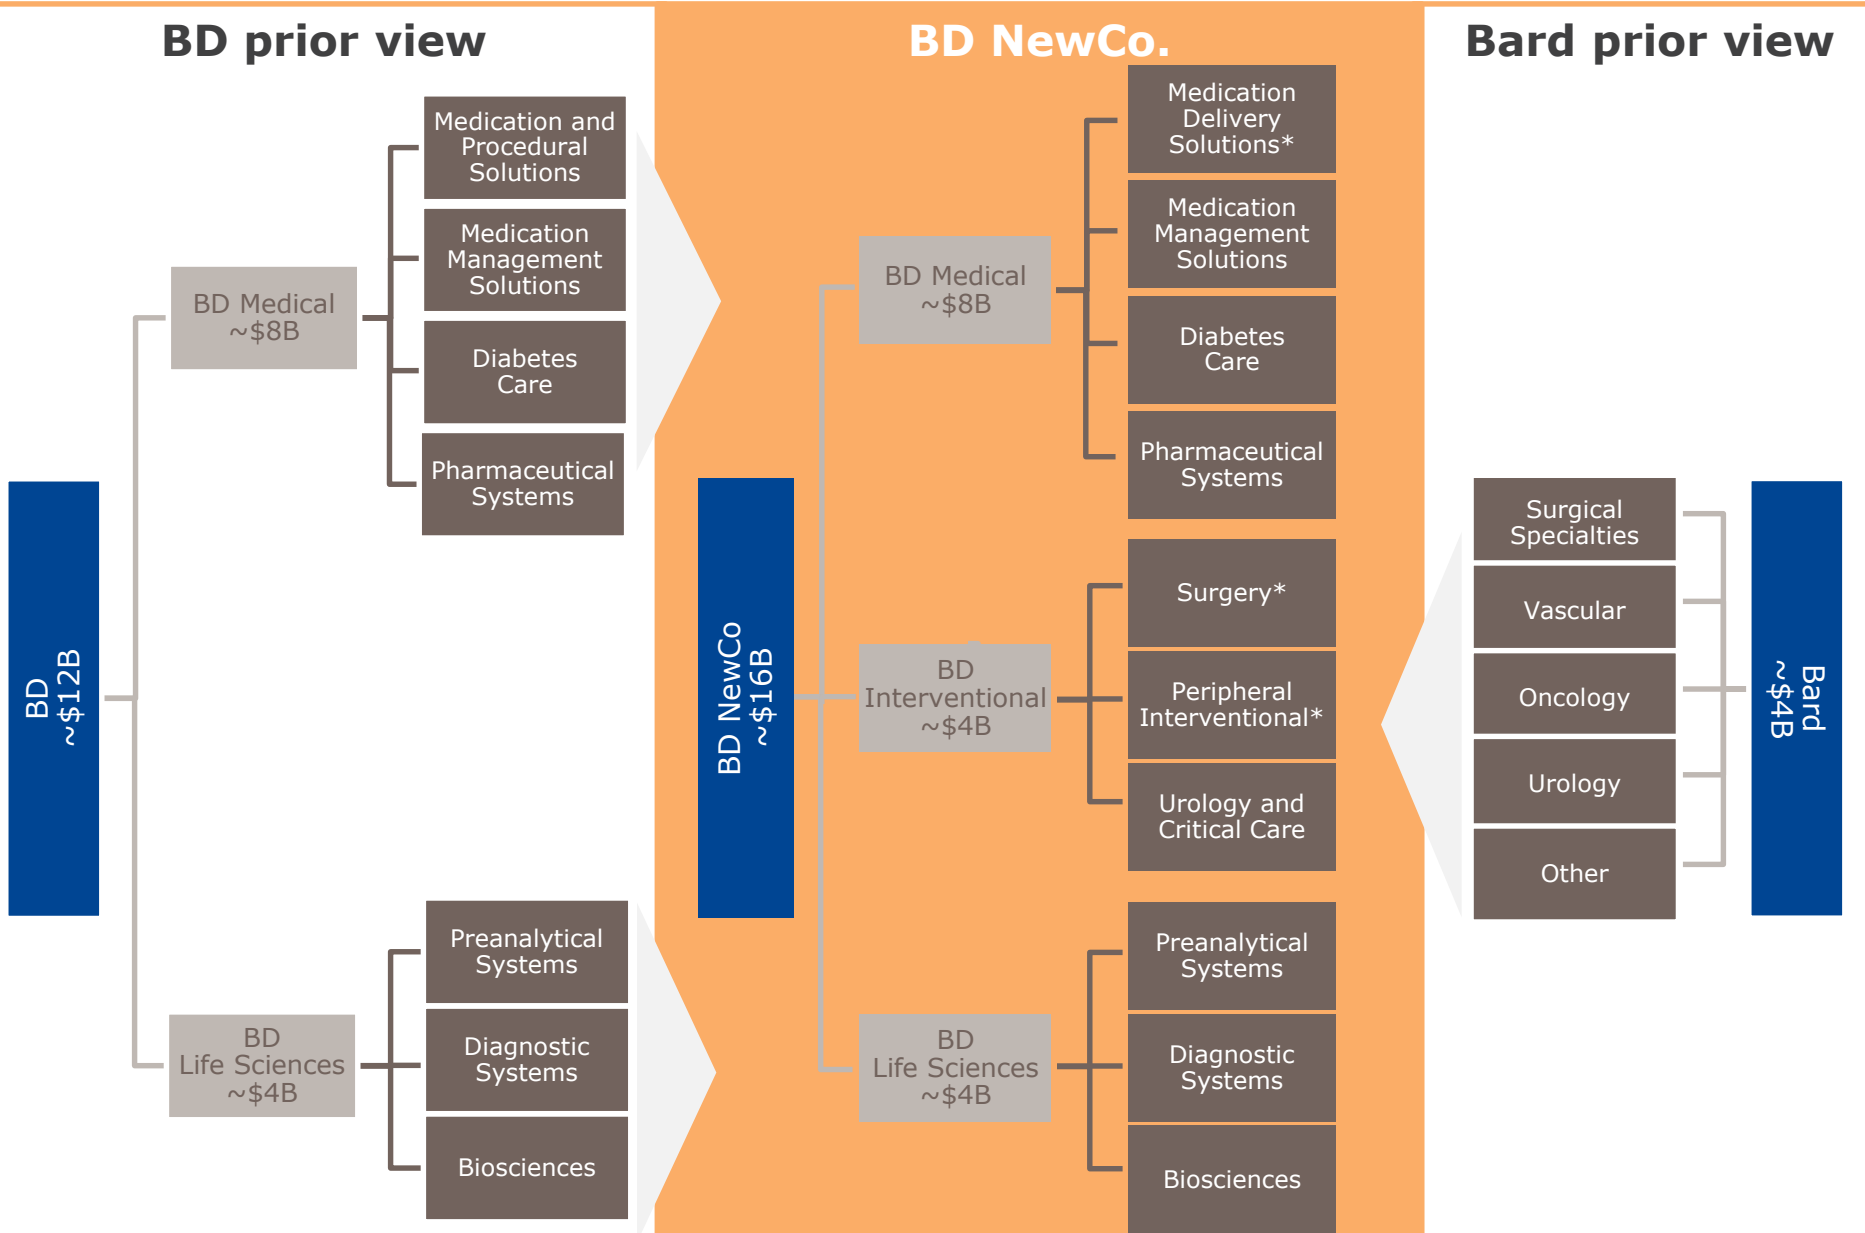 BD prior view
BD
~$12B
BD Medical
~$8B
Medication and
Procedural
Solutions
Medication
Management
Solutions
Diabetes
Care
Pharmaceutical
Systems
BD
Life Sciences
~$4B
Preanalytical
Systems
Diagnostic
Systems
Biosciences
BD NewCo.
BD NewCo
~$16B
BD Medical
~$8B
Medication
Delivery
Solutions*
Medication
Management
Solutions
Diabetes
Care
Pharmaceutical
Systems
BD
Interventional
~$4B
Surgery*
Peripheral
Interventional*
Urology and
Critical Care
BD
Life Sciences
~$4B
Preanalytical
Systems
Diagnostic
Systems
Biosciences
Bard prior view
Surgical
Specialties
Vascular
Oncology
Urology
Other
Bard
~$4B